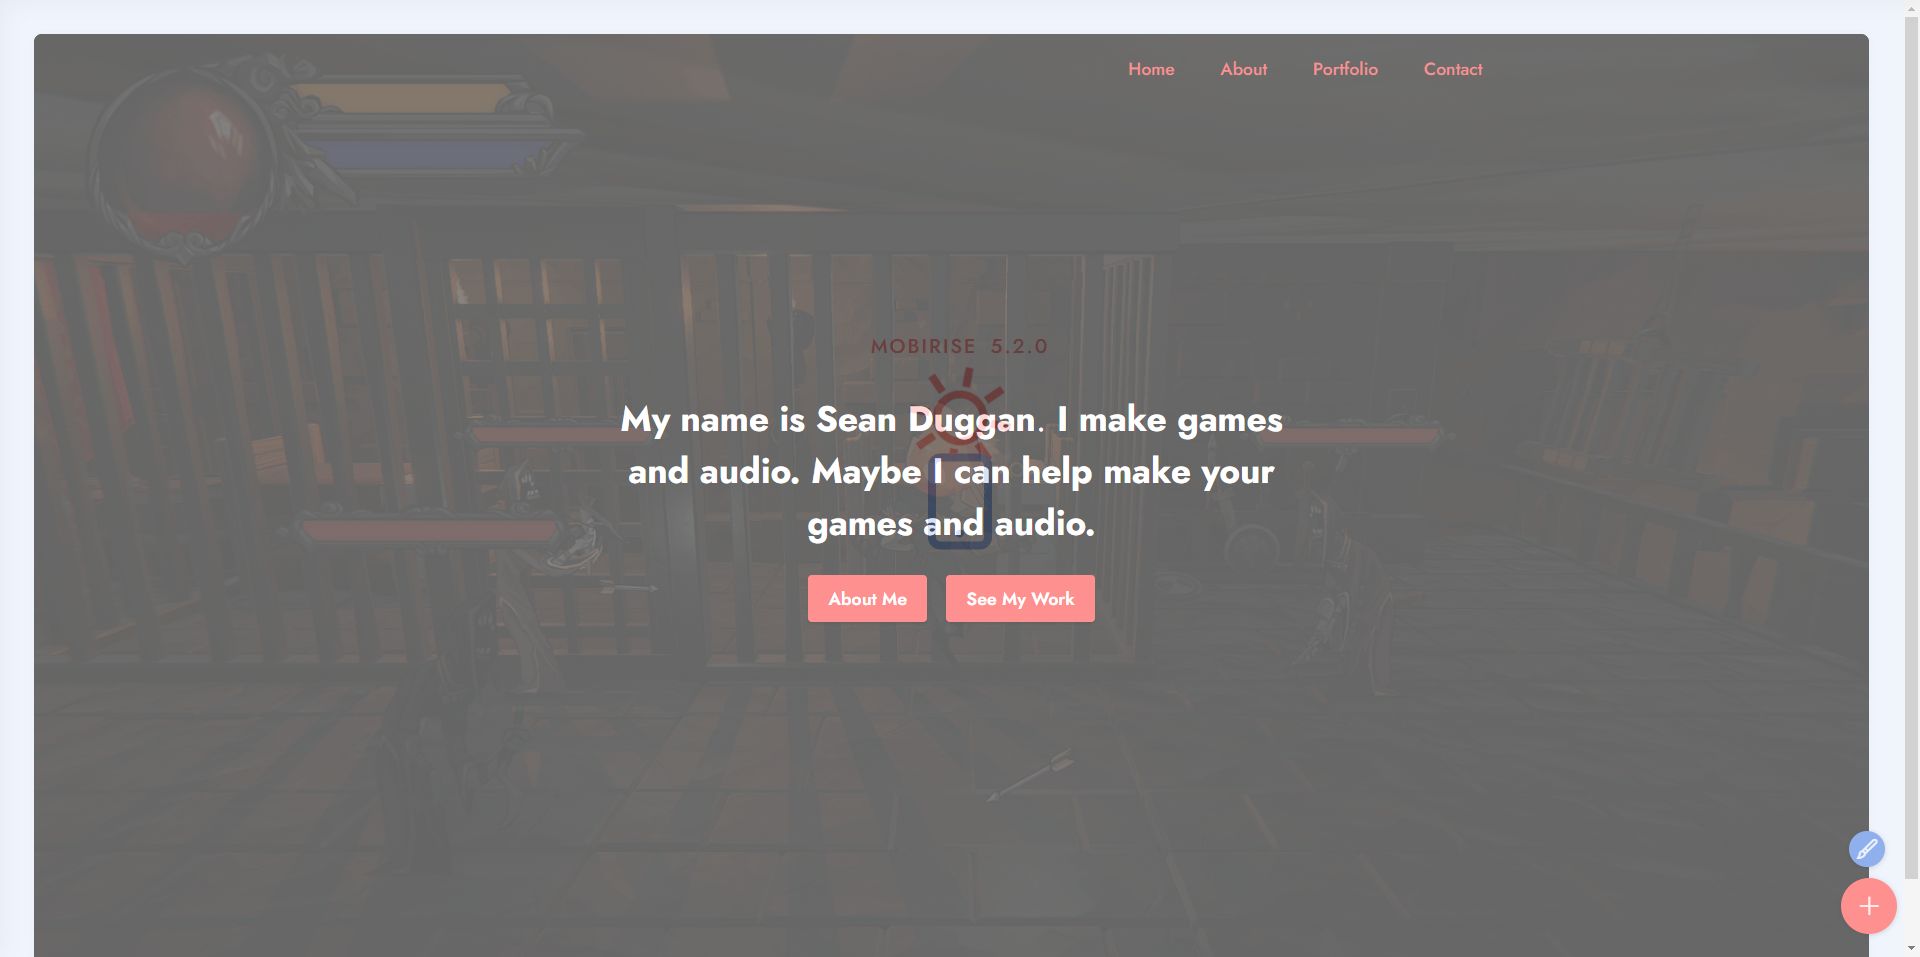 Home About Portfolio Contact
MOBIRISE 5.2.0
My name is Sean Duggan. I make games
and audio. Maybe I can help make your
games and audio.
About Me See My Work